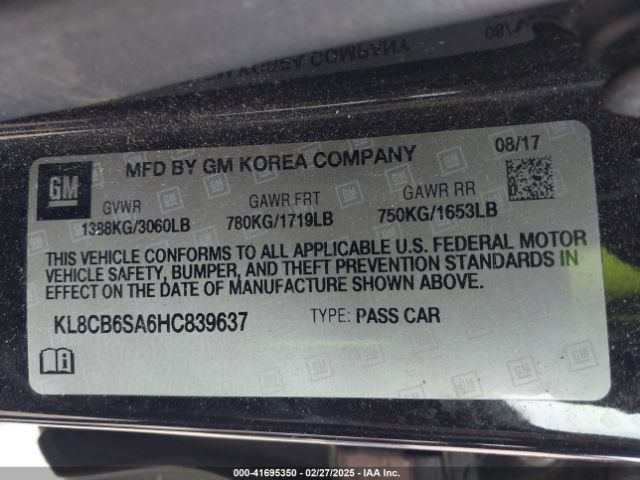 GM
MFD BY GM KOREA COMPANY
08/17
GVWR
GAWR FRT
GAWR RR
1388KG/3060LB
780KG/1719LB
750KG/1653LB
THIS VEHICLE CONFORMS TO ALL APPLICABLE U.S. FEDERAL MOTOR
VEHICLE SAFETY, BUMPER, AND THEFT PREVENTION STANDARDS IN
EFFECT ON THE DATE OF MANUFACTURE SHOWN ABOVE.
KL8CB6SA6HC839637
TYPE: PASS CAR
000-41695350 | 02/27/2025 | IAA Inc.